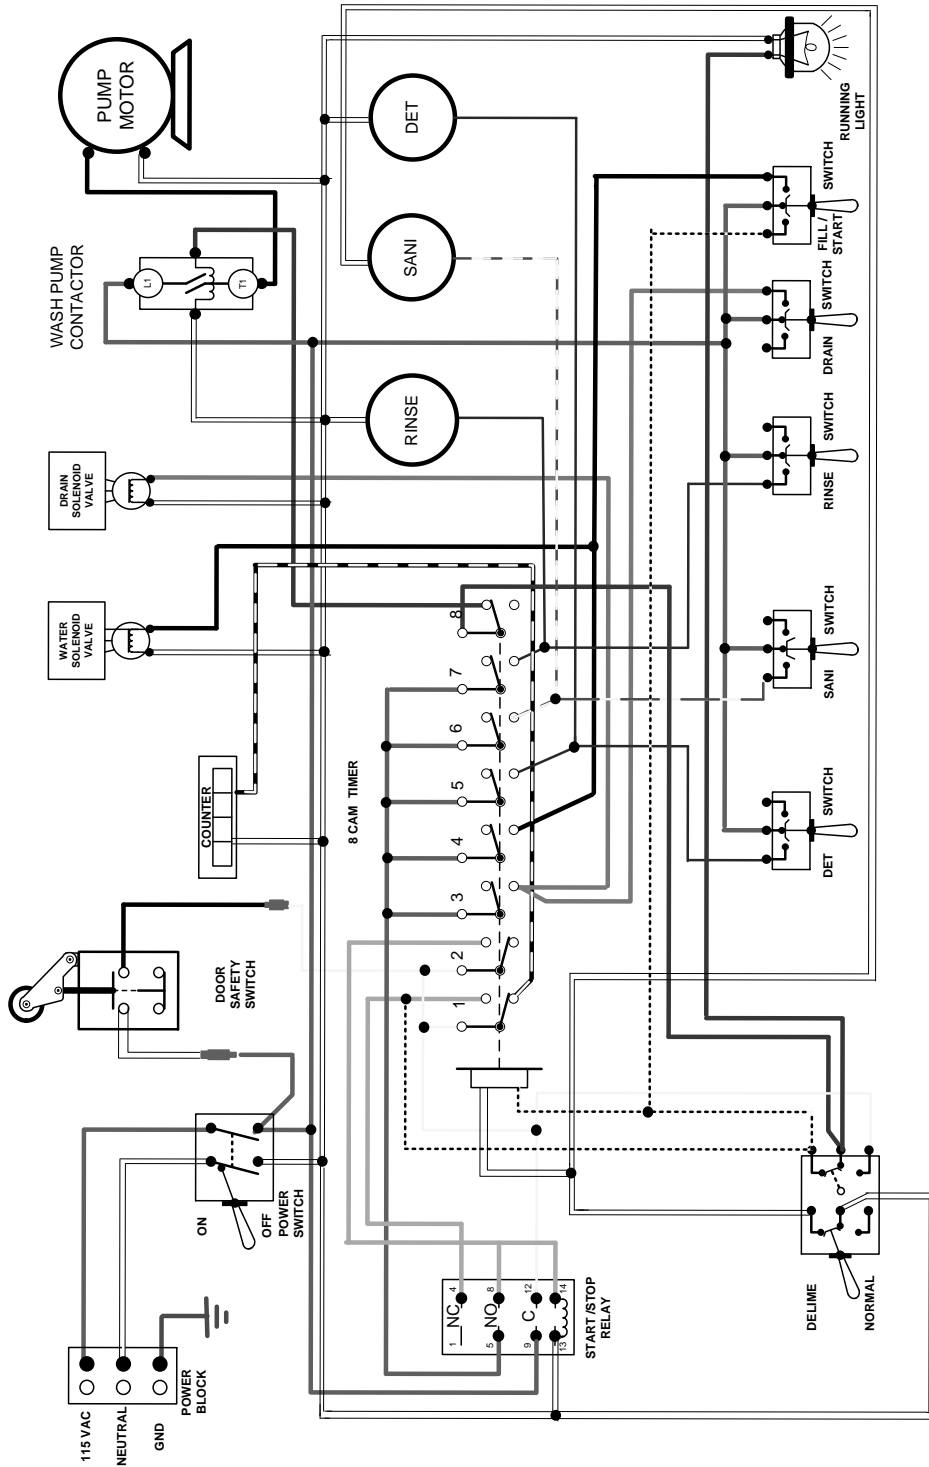 PUMP
MOTOR
WASH PUMP
CONTACTOR
L1
T1
DET
SANI
RINSE
DRAIN
SOLENOID
VALVE
WATER
SOLENOID
VALVE
COUNTER
8 CAM TIMER
1
2
3
4
5
6
7
8
DOOR
SAFETY
SWITCH
ON
OFF
POWER
SWITCH
115 VAC
NEUTRAL
GND
POWER
BLOCK
1
NC
4
5
NO
8
9
C
12
13
14
START /STOP
RELAY
DELIME
NORMAL
DET
SWITCH
SANI
SWITCH
RINSE
SWITCH
DRAIN
SWITCH
FILL /
START
SWITCH
RUNNING
LIGHT